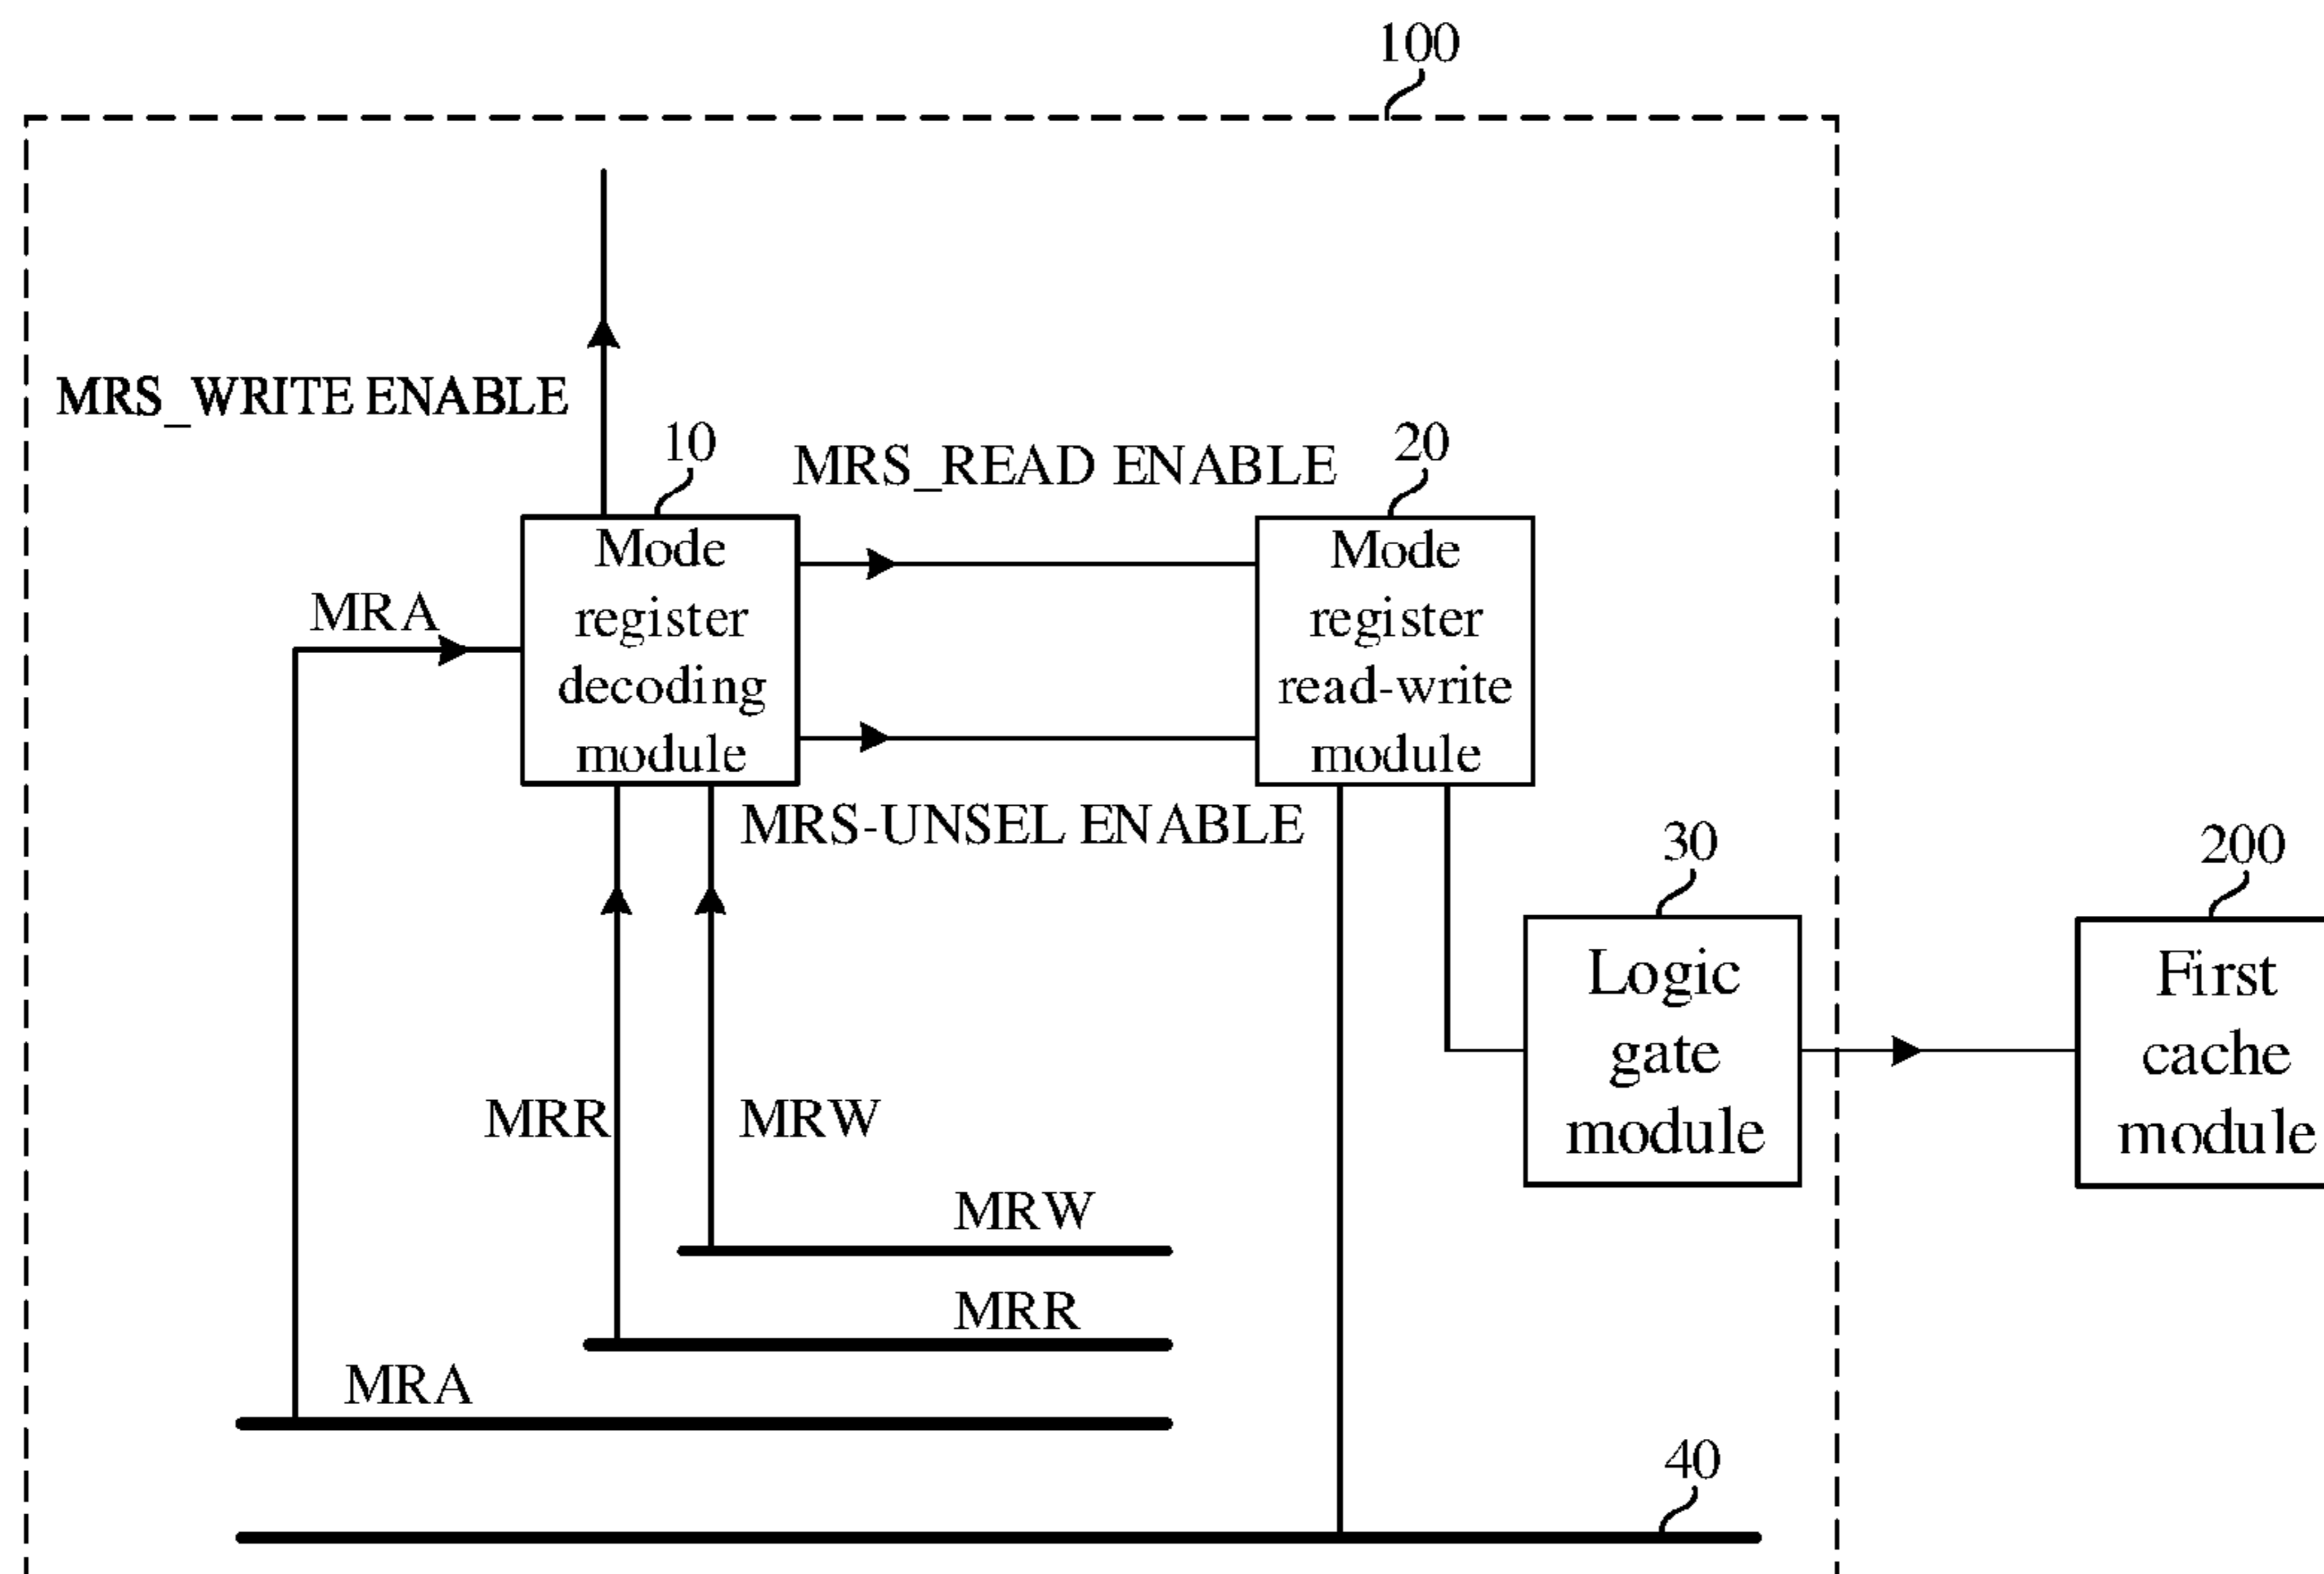 100
MRS_WRITE ENABLE
10
MRS_READ ENABLE
20
Mode
register
decoding
module
Mode
register
read-write
module
MRA
MRS-UNSEL ENABLE
30
200
Logic
gate
module
First
cache
module
MRR
MRW
MRW
MRR
MRA
40